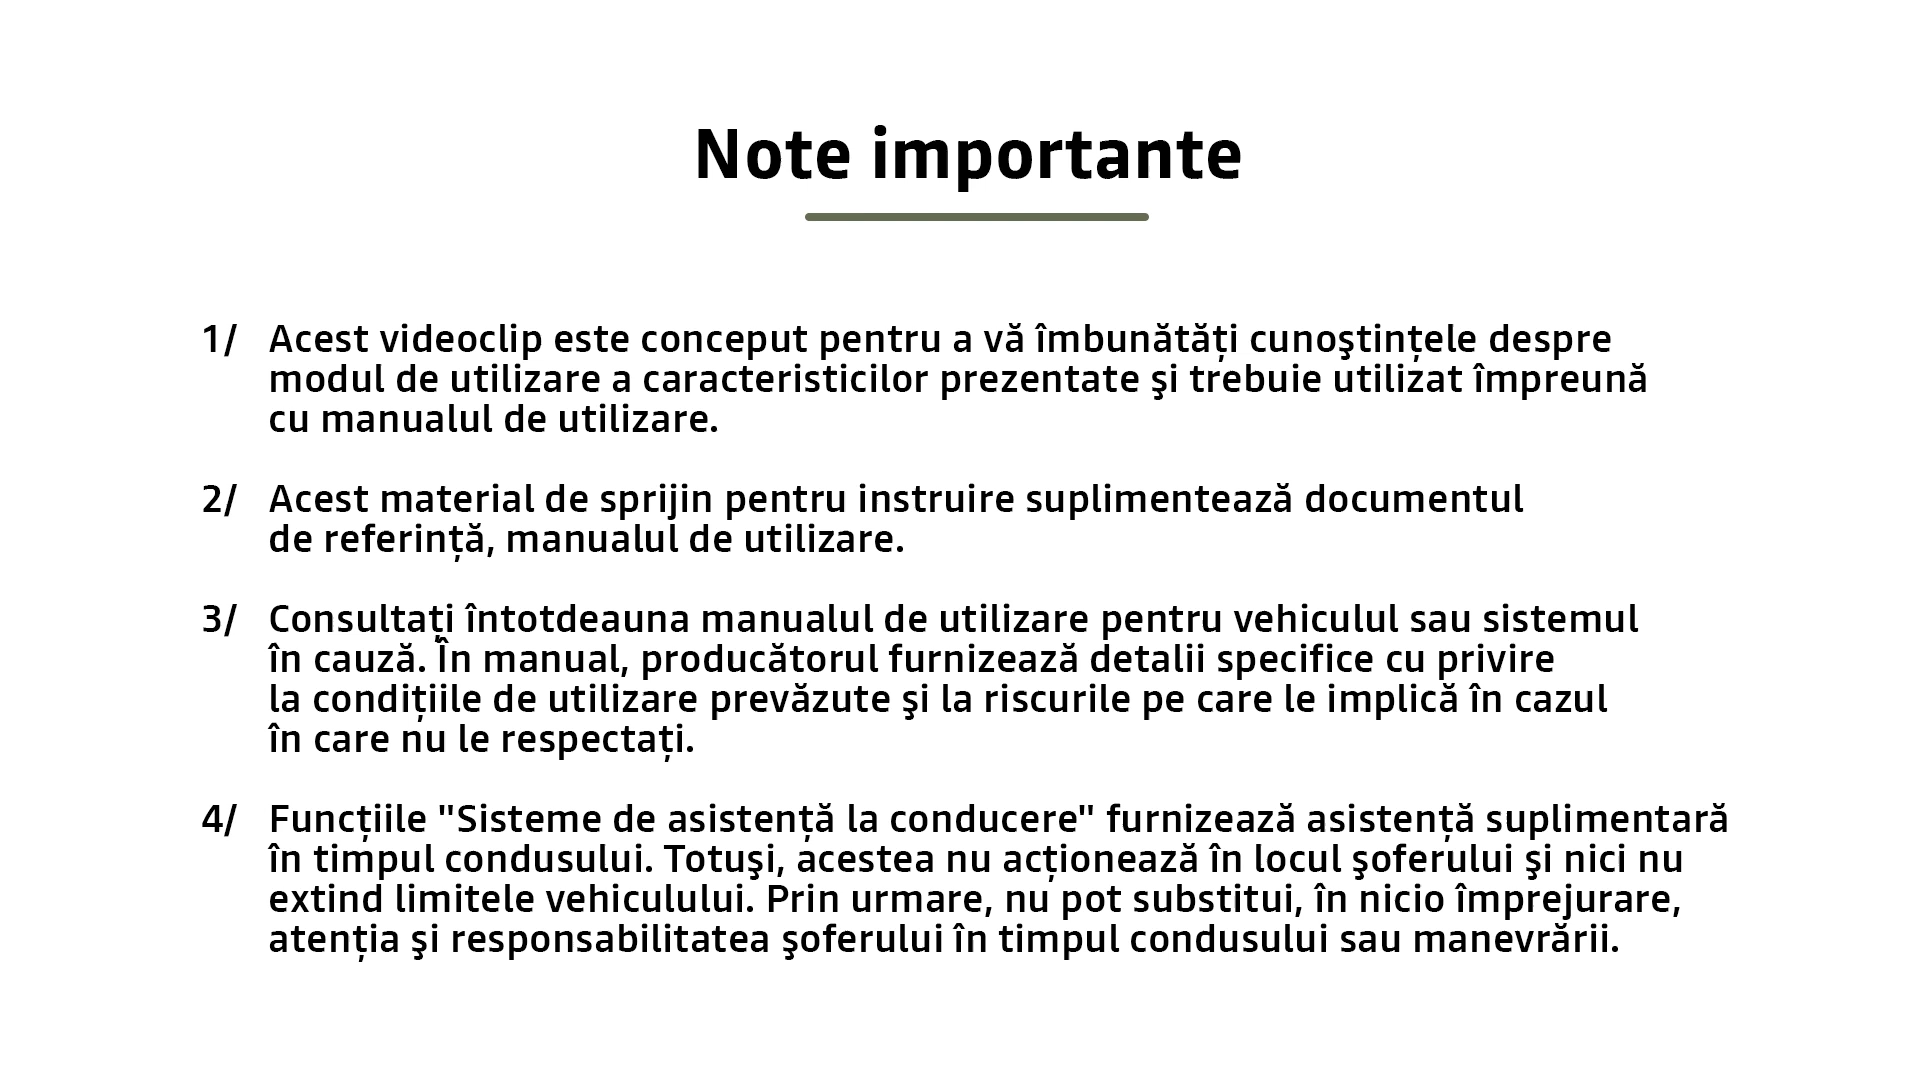 Note importante
1/ Acest videoclip este conceput pentru a vă îmbunătăți cunoştințele despre
modul de utilizare a caracteristicilor prezentate şi trebuie utilizat împreună
cu manualul de utilizare.
2/ Acest material de sprijin pentru instruire suplimentează documentul
de referință, manualul de utilizare.
3/ Consultați întotdeauna manualul de utilizare pentru vehiculul sau sistemul
în cauză. În manual, producătorul furnizează detalii specifice cu privire
la condițiile de utilizare prevăzute şi la riscurile pe care le implică în cazul
în care nu le respectați.
4/ Funcțiile "Sisteme de asistență la conducere" furnizează asistență suplimentară
în timpul condusului. Totuşi, acestea nu acționează în locul şoferului şi nici nu
extind limitele vehiculului. Prin urmare, nu pot substitui, în nicio împrejurare,
atenția şi responsabilitatea şoferului în timpul condusului sau manevrării.